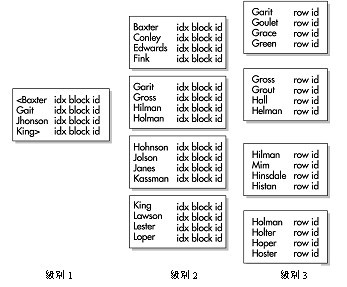 <Baxter idx block id
Gait idx block id
Jhonson idx block id
King> idx block id
Baxter idx block id
Conley idx block id
Edwards idx block id
Fink idx block id
Garit idx block id
Gross idx block id
Hilman idx block id
Holman idx block id
Hohnson idx block id
Jolson idx block id
Janes idx block id
Kassman idx block id
King idx block id
Lawson idx block id
Lester idx block id
Loper idx block id
Garit row id
Goulet row id
Grace row id
Green row id
Gross row id
Grout row id
Hall row id
Helman row id
Hilman row id
Mim row id
Hinsdale row id
Histan row id
Holman row id
Holter row id
Hoper row id
Hoster row id
級別 1
級別 2
級別 3